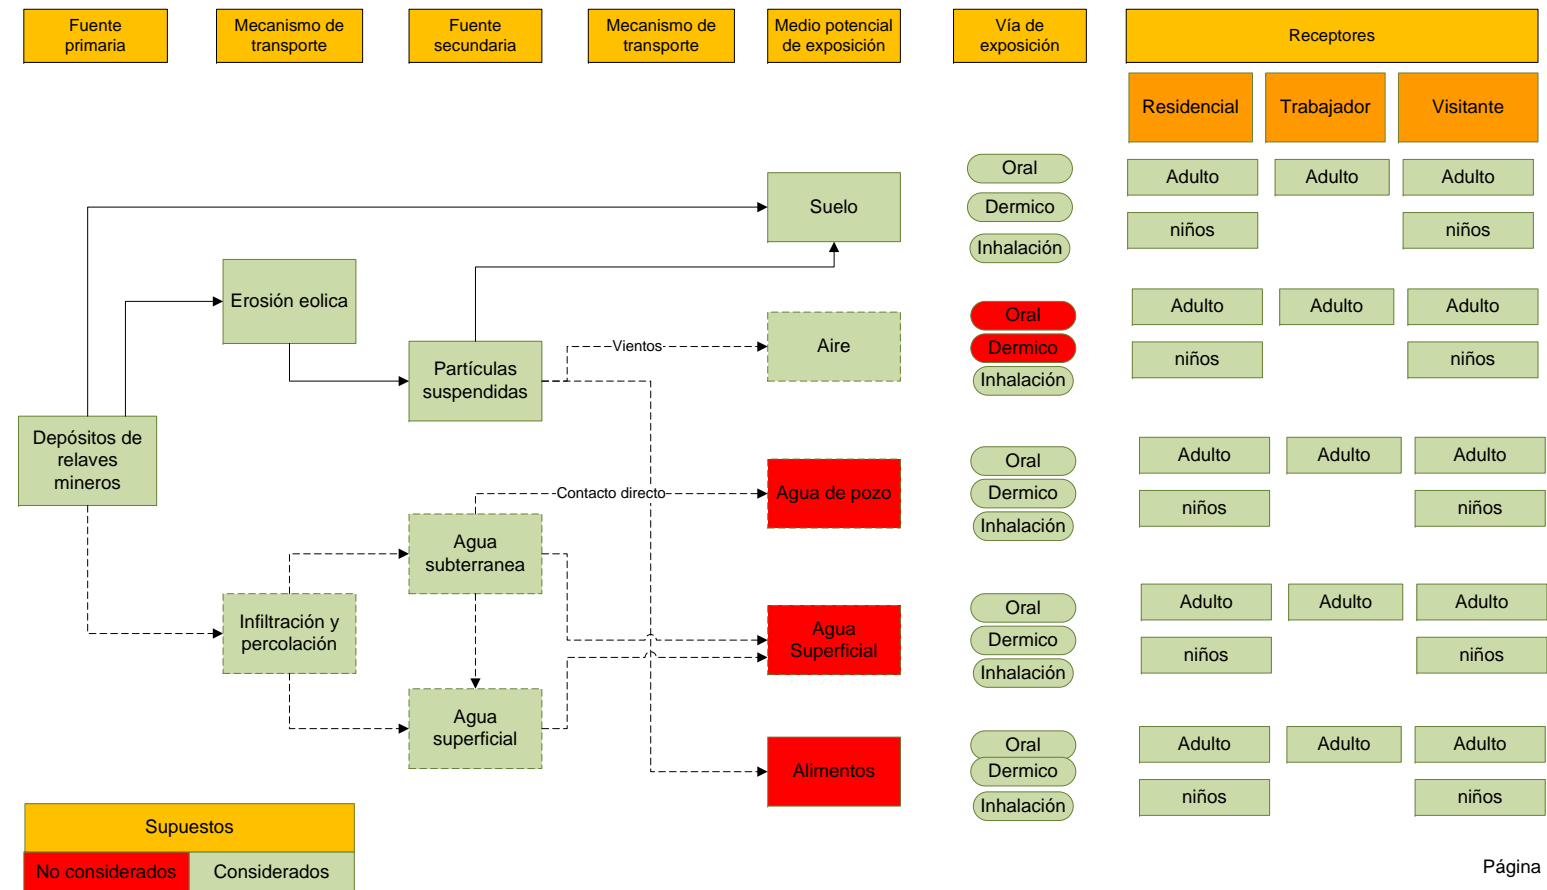 Fuente
primaria
Mecanismo de
transporte
Fuente
secundaria
Mecanismo de
transporte
Medio potencial
de exposición
Vía de
exposición
Receptores
Residencial
Trabajador
Visitante
Suelo
Oral
Dermico
Inhalación
Adulto
Adulto
Adulto
niños
niños
Erosión eolica
Partículas
suspendidas
Vientos
Aire
Oral
Dermico
Inhalación
Adulto
Adulto
Adulto
niños
niños
Depósitos de
relaves
mineros
Contacto directo
Agua de pozo
Oral
Dermico
Inhalación
Adulto
Adulto
Adulto
niños
niños
Agua
subterranea
Infiltración y
percolación
Agua
Superficial
Oral
Dermico
Inhalación
Adulto
Adulto
Adulto
niños
niños
Agua
superficial
Alimentos
Oral
Dermico
Inhalación
Adulto
Adulto
Adulto
niños
niños
Supuestos
No considerados
Considerados
Página